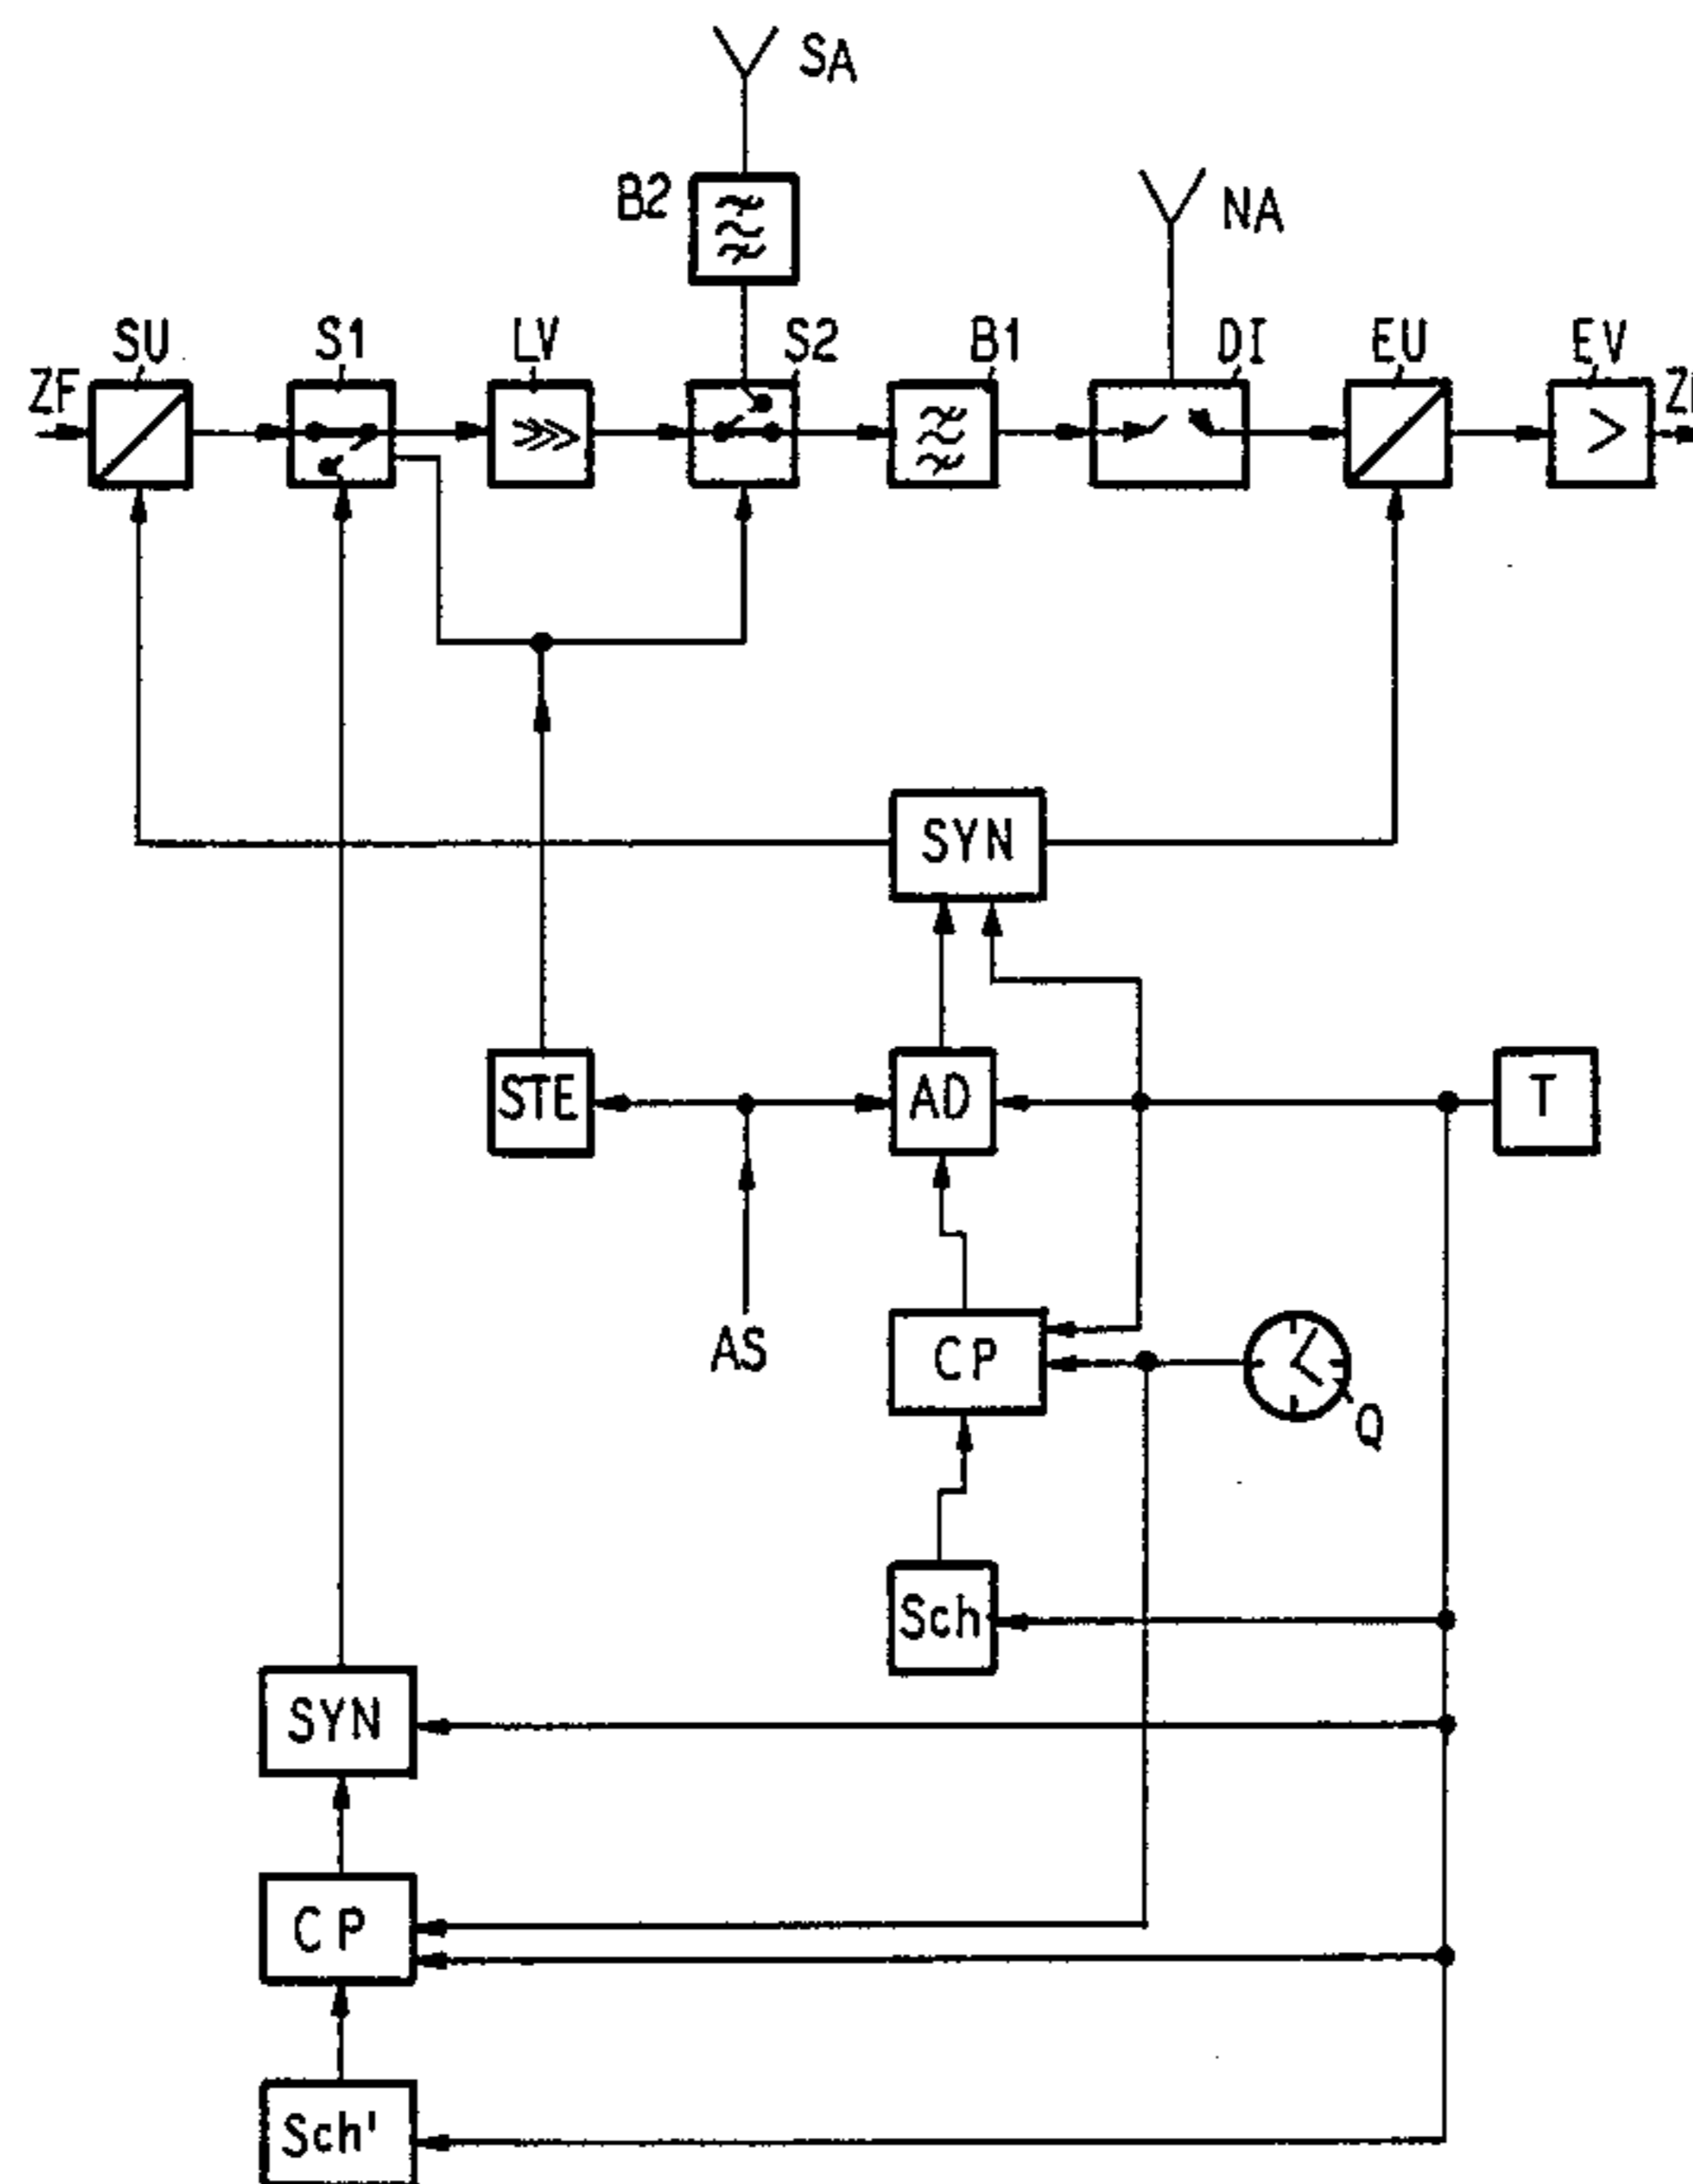 SA
B2
NA
SU
S1
LV
S2
B1
DI
EU
EV
ZF
SYN
STE
AD
T
AS
CP
Q
Sch
SYN
CP
Sch'